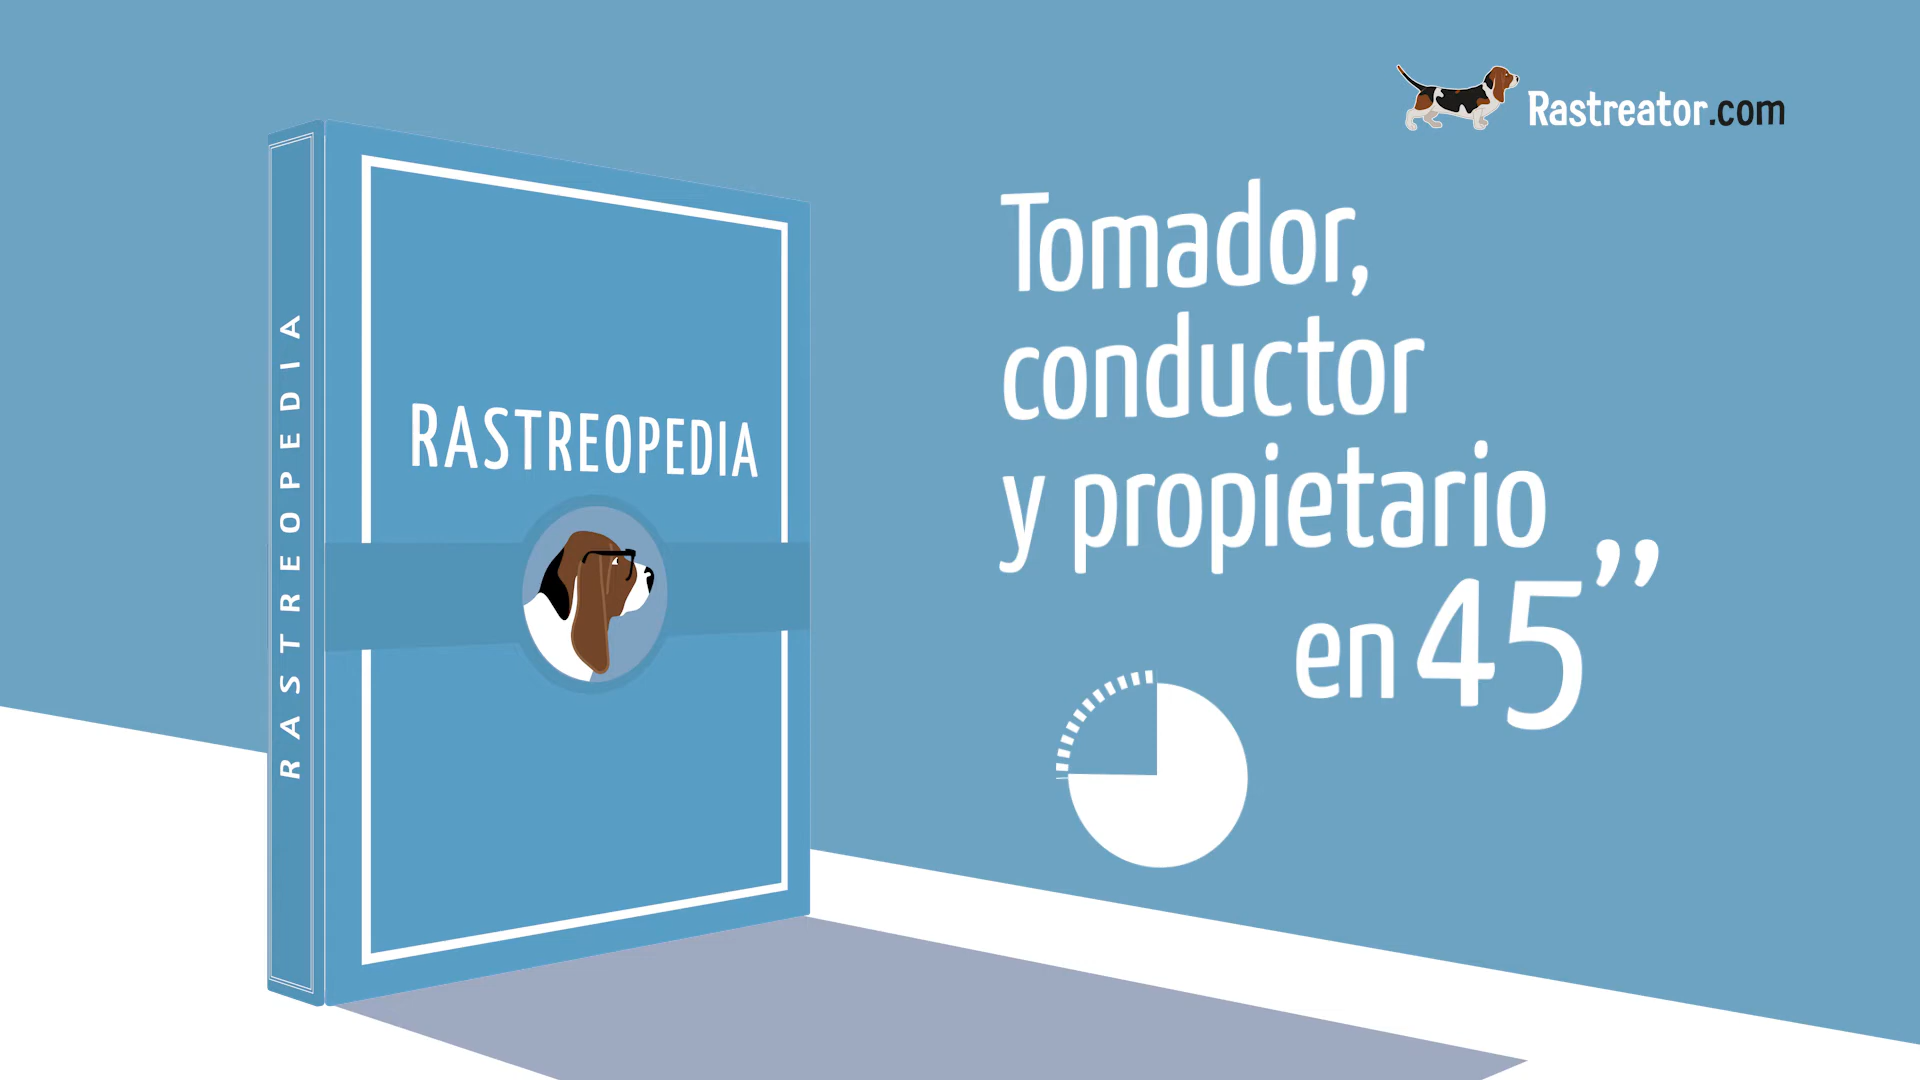 Rastreator.com
RASTREOPEDIA
RASTREOPEDIA
Tomador,
conductor
y propietario
en 45’’